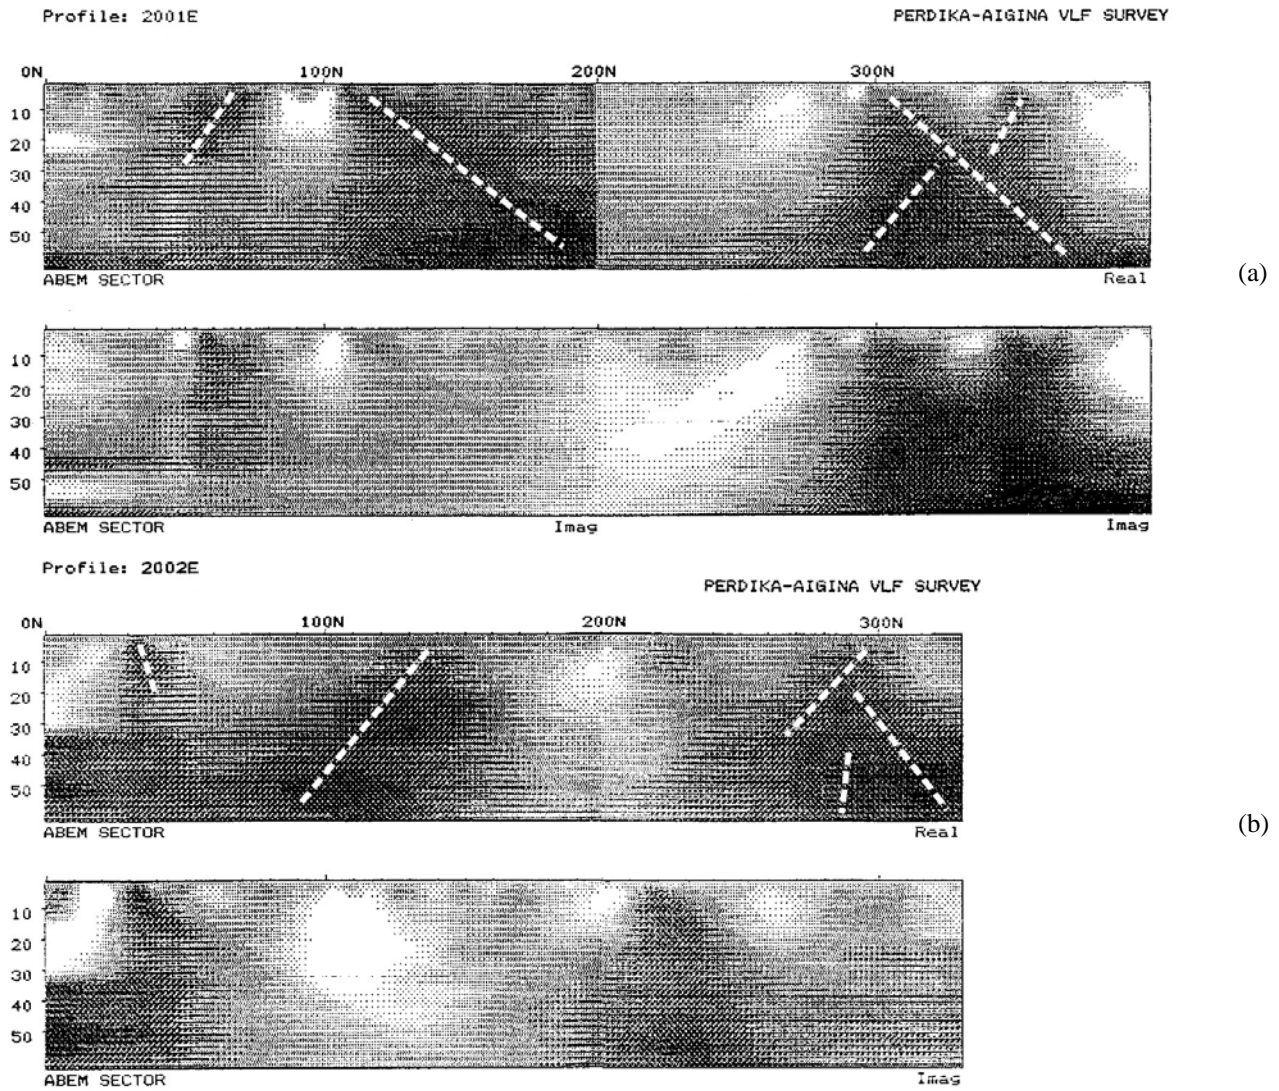 Profile: 2001E PERDIKA-AIGINA VLF SURVEY
0N 100N 200N 300N
10
20
30
40
50
ABEM SECTOR Real
(a)
10
20
30
40
50
ABEM SECTOR Imag Imag
Profile: 2002E
PERDIKA-AIGINA VLF SURVEY
0N 100N 200N 300N
10
20
30
40
50
ABEM SECTOR Real
(b)
10
20
30
40
50
ABEM SECTOR Imag